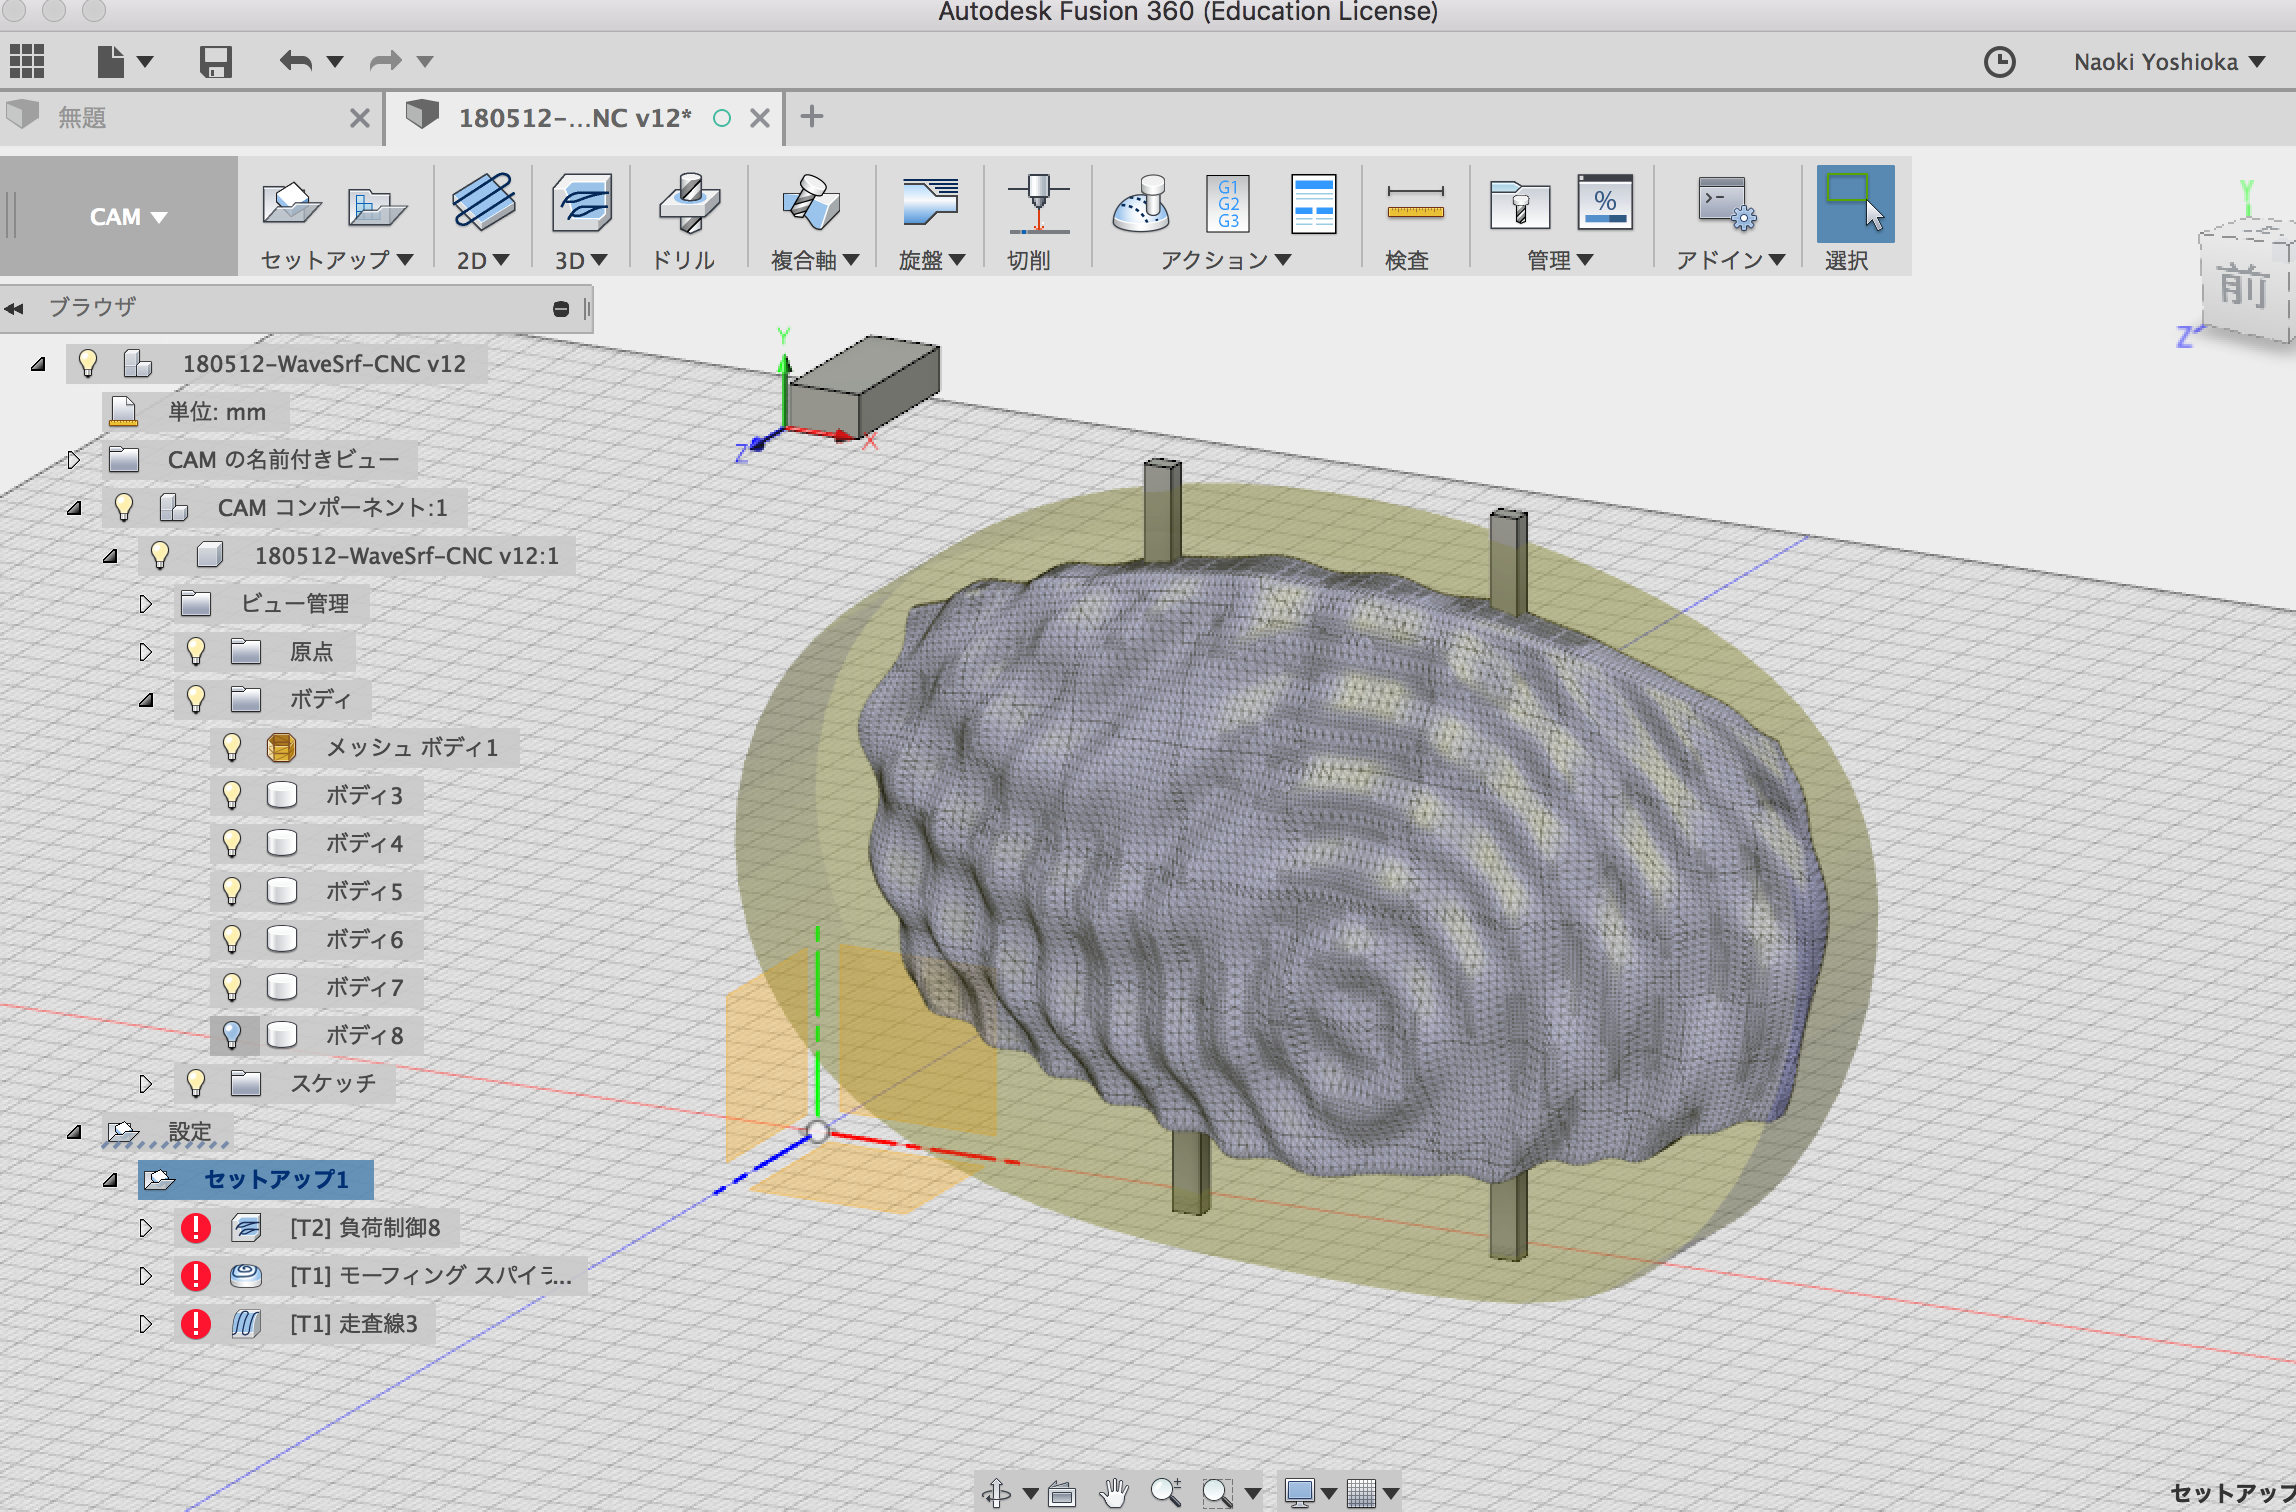 Autodesk Fusion 360 (Education License)
Naoki Yoshioka
無題
180512-...NC v12*
CAM
G1
G2
G3
%
セットアップ
2D
3D
ドリル
複合軸
旋盤
切削
アクション
検査
管理
アドイン
選択
Y
前
Z
ブラウザ
180512-WaveSrf-CNC v12
単位: mm
CAM の名前付きビュー
CAM コンポーネント:1
180512-WaveSrf-CNC v12:1
ビュー管理
原点
ボディ
メッシュ ボディ1
ボディ3
ボディ4
ボディ5
ボディ6
ボディ7
ボディ8
スケッチ
設定
セットアップ1
[T2] 負荷制御8
[T1] モーフィング スパイラ...
[T1] 走査線3
Y
Z
X
セットアップ